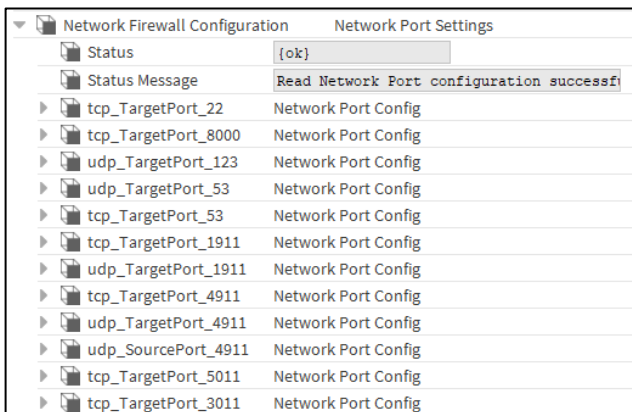 Network Firewall Configuration Network Port Settings
Status {ok}
Status Message Read Network Port configuration
tcp_TargetPort_22 Network Port Config
tcp_TargetPort_8000 Network Port Config
udp_TargetPort_123 Network Port Config
udp_TargetPort_53 Network Port Config
tcp_TargetPort_53 Network Port Config
tcp_TargetPort_1911 Network Port Config
udp_TargetPort_1911 Network Port Config
tcp_TargetPort_4911 Network Port Config
udp_TargetPort_4911 Network Port Config
udp_SourcePort_4911 Network Port Config
tcp_TargetPort_5011 Network Port Config
tcp_TargetPort_3011 Network Port Config